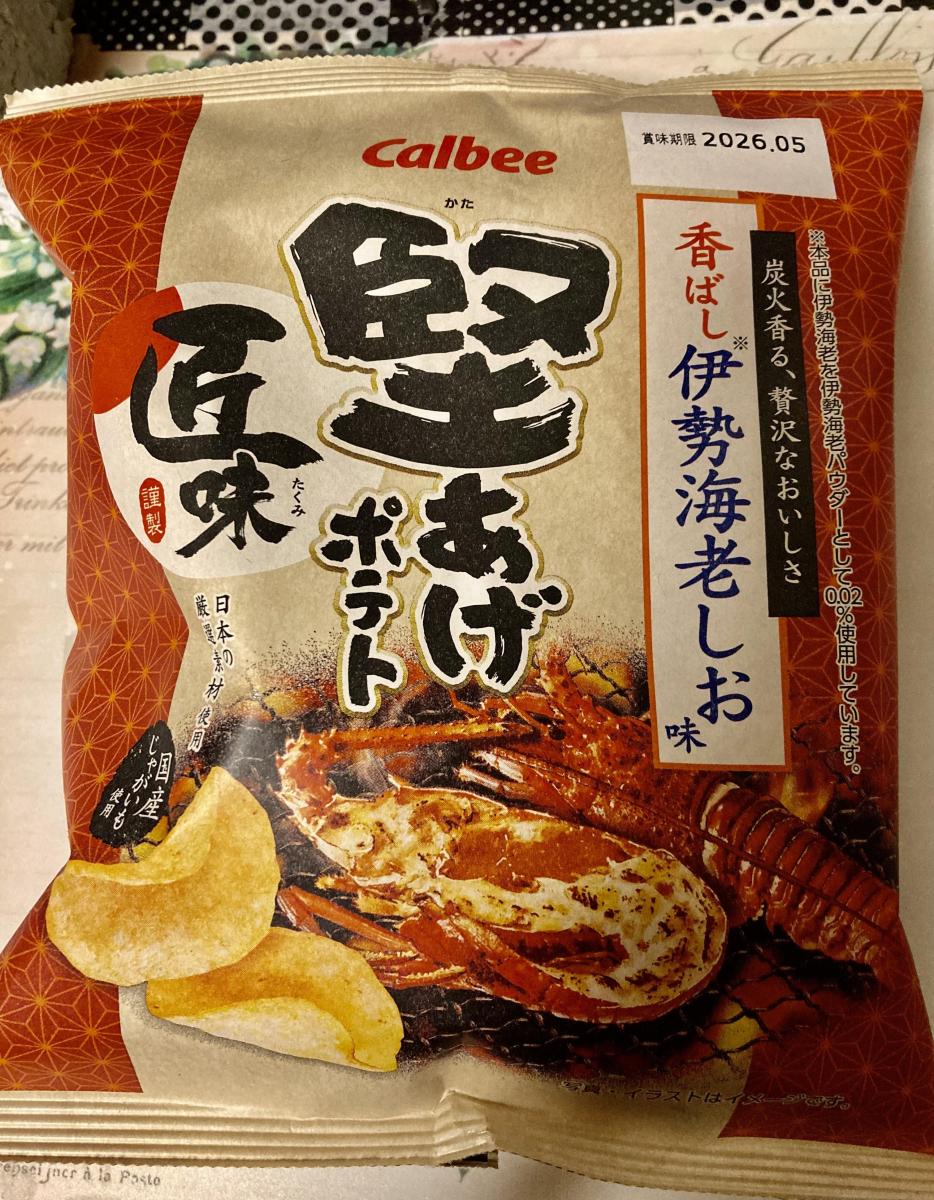 Calbee
賞味期限 2026.05
かた
堅あげ
ポテト
匠味
たくみ
謹製
香ばし※伊勢海老しお味
炭火香る、贅沢なおいしさ
※本品に伊勢海老を伊勢海老パウダーとして0.02%使用しています。
日本の
厳選素材使用
国産
じゃがいも
使用
写真・イラストはイメージです。